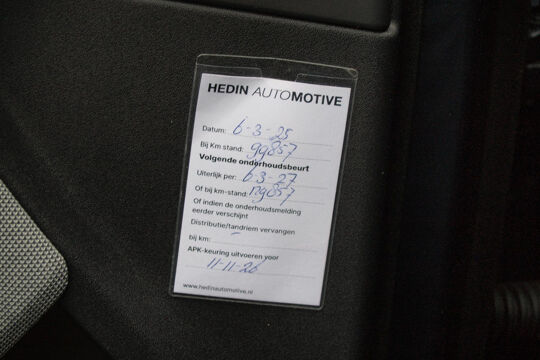 HEDIN AUTOMOTIVE
Datum: 6-3-25
Bij Km stand: 99857
Volgende onderhoudsbeurt
Uiterlijk per: 6-3-27
Of bij km-stand: 129857
Of indien de onderhoudsmelding
eerder verschijnt
Distributie/tandriem vervangen
bij km: -
APK-keuring uitvoeren voor
11-11-26
www.hedinautomotive.nl